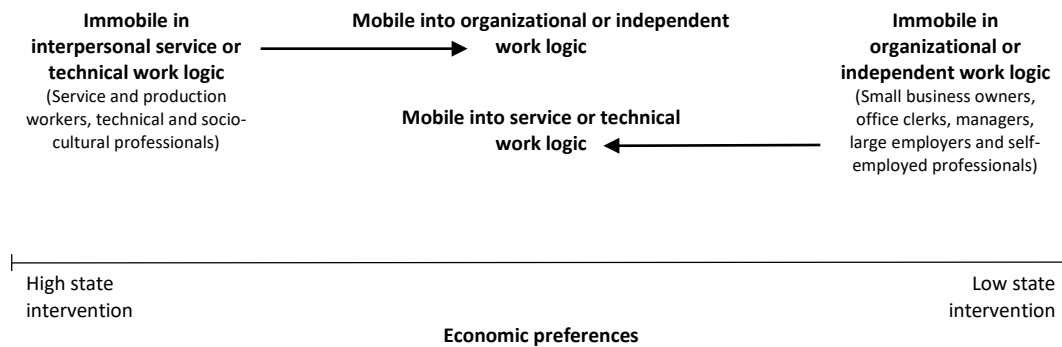 Immobile in
interpersonal service or
technical work logic
(Service and production
workers, technical and socio-
cultural professionals)
Mobile into organizational or independent
work logic
Mobile into service or technical
work logic
Immobile in
organizational or
independent work logic
(Small business owners,
office clerks, managers,
large employers and self-
employed professionals)
High state
intervention
Low state
intervention
Economic preferences